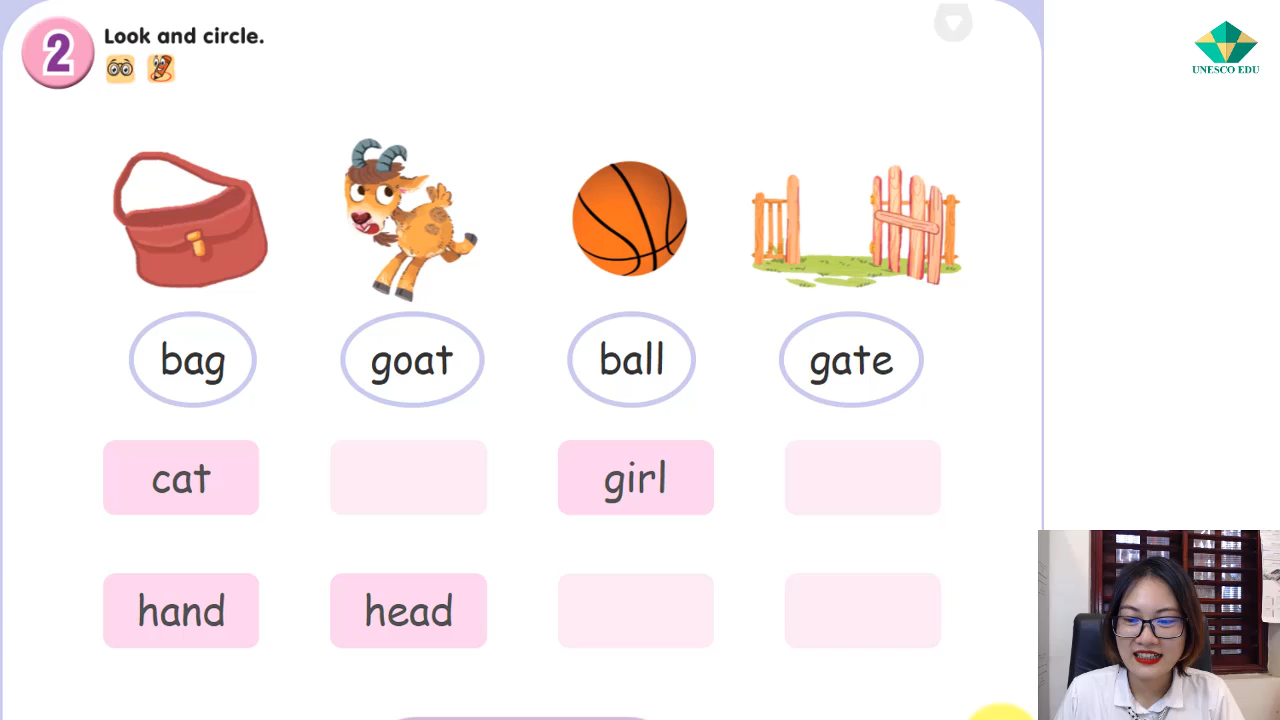 2
Look and circle.
UNESCO EDU
bag
goat
ball
gate
cat
girl
hand
head